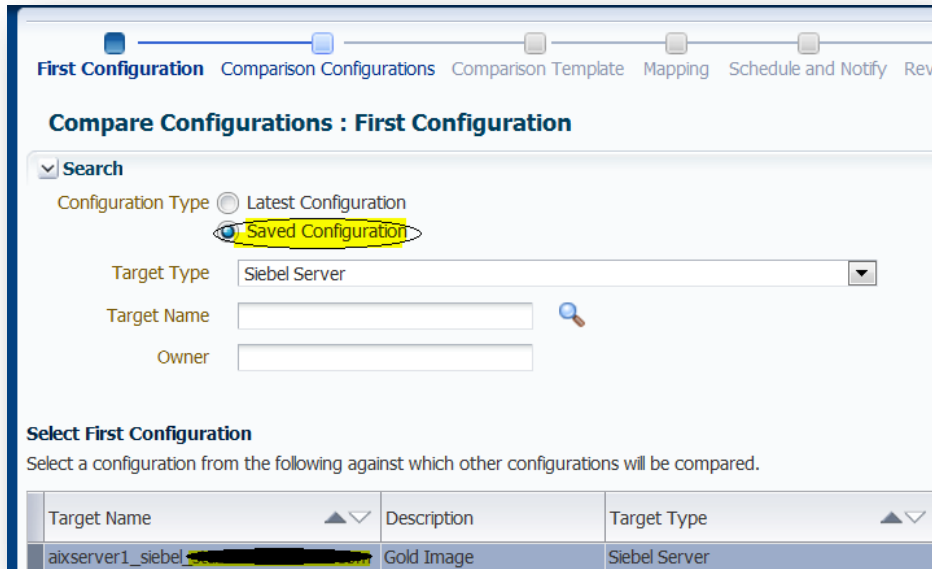 First Configuration Comparison Configurations Comparison Template Mapping Schedule and Notify Rev
Compare Configurations : First Configuration
Search
Configuration Type Latest Configuration
Saved Configuration
Target Type Siebel Server
Target Name
Owner
Select First Configuration
Select a configuration from the following against which other configurations will be compared.
Target Name Description Target Type
aixserver1_siebel_ Gold Image Siebel Server